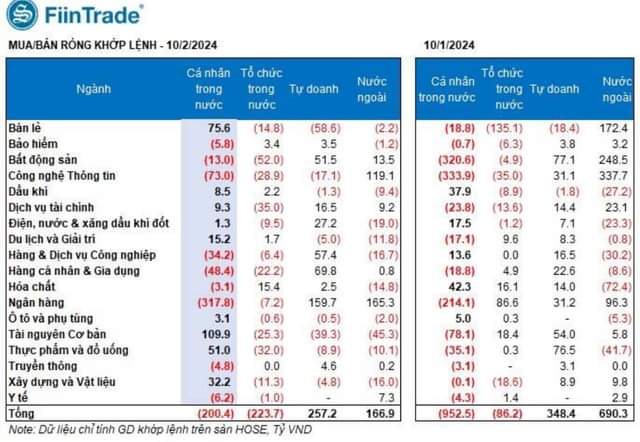 S FiinTrade®
MUA/BÁN RÒNG KHỚP LỆNH - 10/2/2024 10/1/2024
Ngành Cá nhân trong nước Tổ chức trong nước Tự doanh Nước ngoài Cá nhân trong nước Tổ chức trong nước Tự doanh Nước ngoài
Bán lẻ 75.6 (14.8) (58.6) (2.2) (18.8) (135.1) (18.4) 172.4
Bảo hiểm (5.8) 3.4 3.5 (1.2) (0.7) (6.3) 3.8 3.2
Bất động sản (13.0) (52.0) 51.5 13.5 (320.6) (4.9) 77.1 248.5
Công nghệ Thông tin (73.0) (28.9) (17.1) 119.1 (333.9) (35.0) 31.1 337.7
Dầu khí 8.5 2.2 (1.3) (9.4) 37.9 (8.9) (1.8) (27.2)
Dịch vụ tài chính 9.3 (35.0) 16.5 9.2 (23.8) (13.6) 14.4 23.1
Điện, nước & xăng dầu khí đốt 1.3 (9.5) 27.2 (19.0) 17.5 (1.2) 7.1 (23.3)
Du lịch và Giải trí 15.2 1.7 (5.0) (11.8) (17.1) 9.6 8.3 (0.8)
Hàng & Dịch vụ Công nghiệp (34.2) (6.4) 57.4 (16.7) 13.6 0.0 16.5 (30.2)
Hàng cá nhân & Gia dụng (48.4) (22.2) 69.8 0.8 (18.8) 4.9 22.6 (8.6)
Hóa chất (3.1) 15.4 2.5 (14.8) 42.3 16.1 14.0 (72.4)
Ngân hàng (317.8) (7.2) 159.7 165.3 (214.1) 86.6 31.2 96.3
Ô tô và phụ tùng 3.1 (0.6) (0.5) (2.0) 5.0 0.3 - (5.3)
Tài nguyên Cơ bản 109.9 (25.3) (39.3) (45.3) (78.1) 18.4 54.0 5.8
Thực phẩm và đồ uống 51.0 (32.0) (8.9) (10.1) (35.1) 0.3 76.5 (41.7)
Truyền thông (4.8) 0.0 4.6 0.2 (3.1) - 3.1 0.0
Xây dựng và Vật liệu 32.2 (11.3) (4.8) (16.0) (0.1) (18.6) 8.9 9.8
Y tế (6.2) (1.0) - 7.3 (4.3) 1.4 - 2.9
Tổng (200.4) (223.7) 257.2 166.9 (952.5) (86.2) 348.4 690.3
Note: Dữ liệu chỉ tính GD khớp lệnh trên sàn HOSE, Tỷ VND